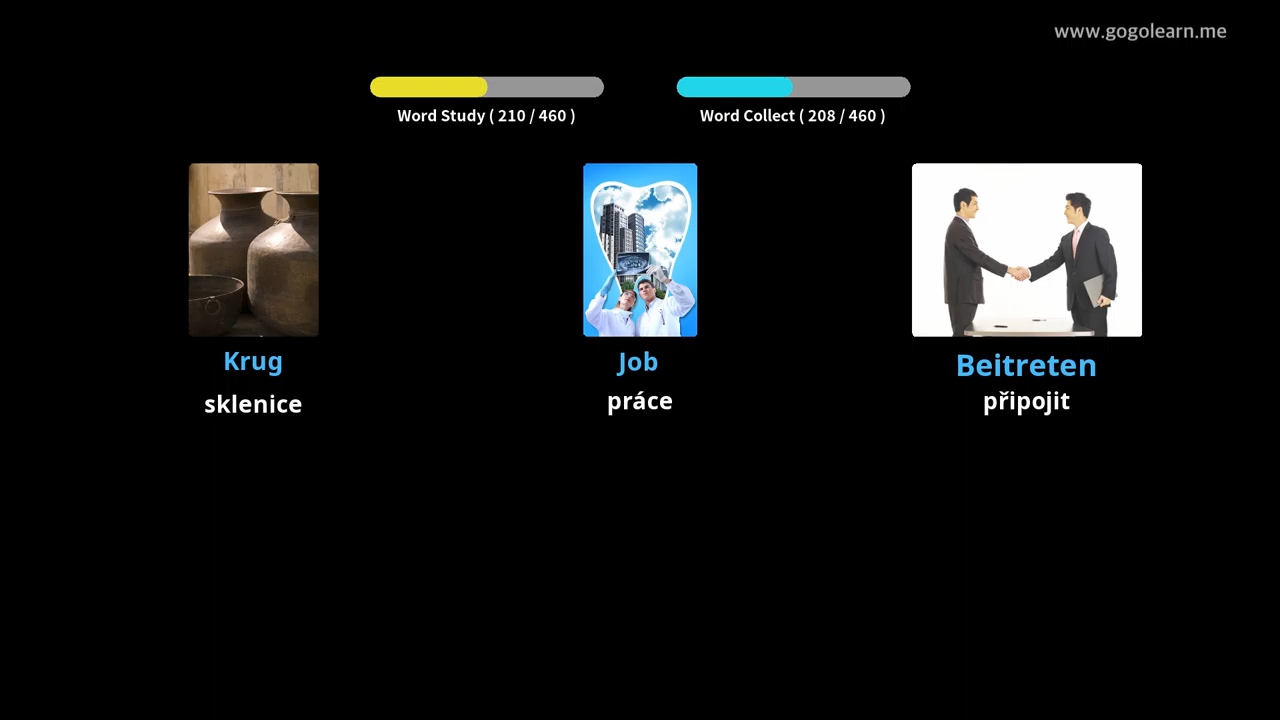 www.gogolearn.me
Word Study ( 210 / 460 )
Word Collect ( 208 / 460 )
Krug
sklenice
Job
práce
Beitreten
připojit